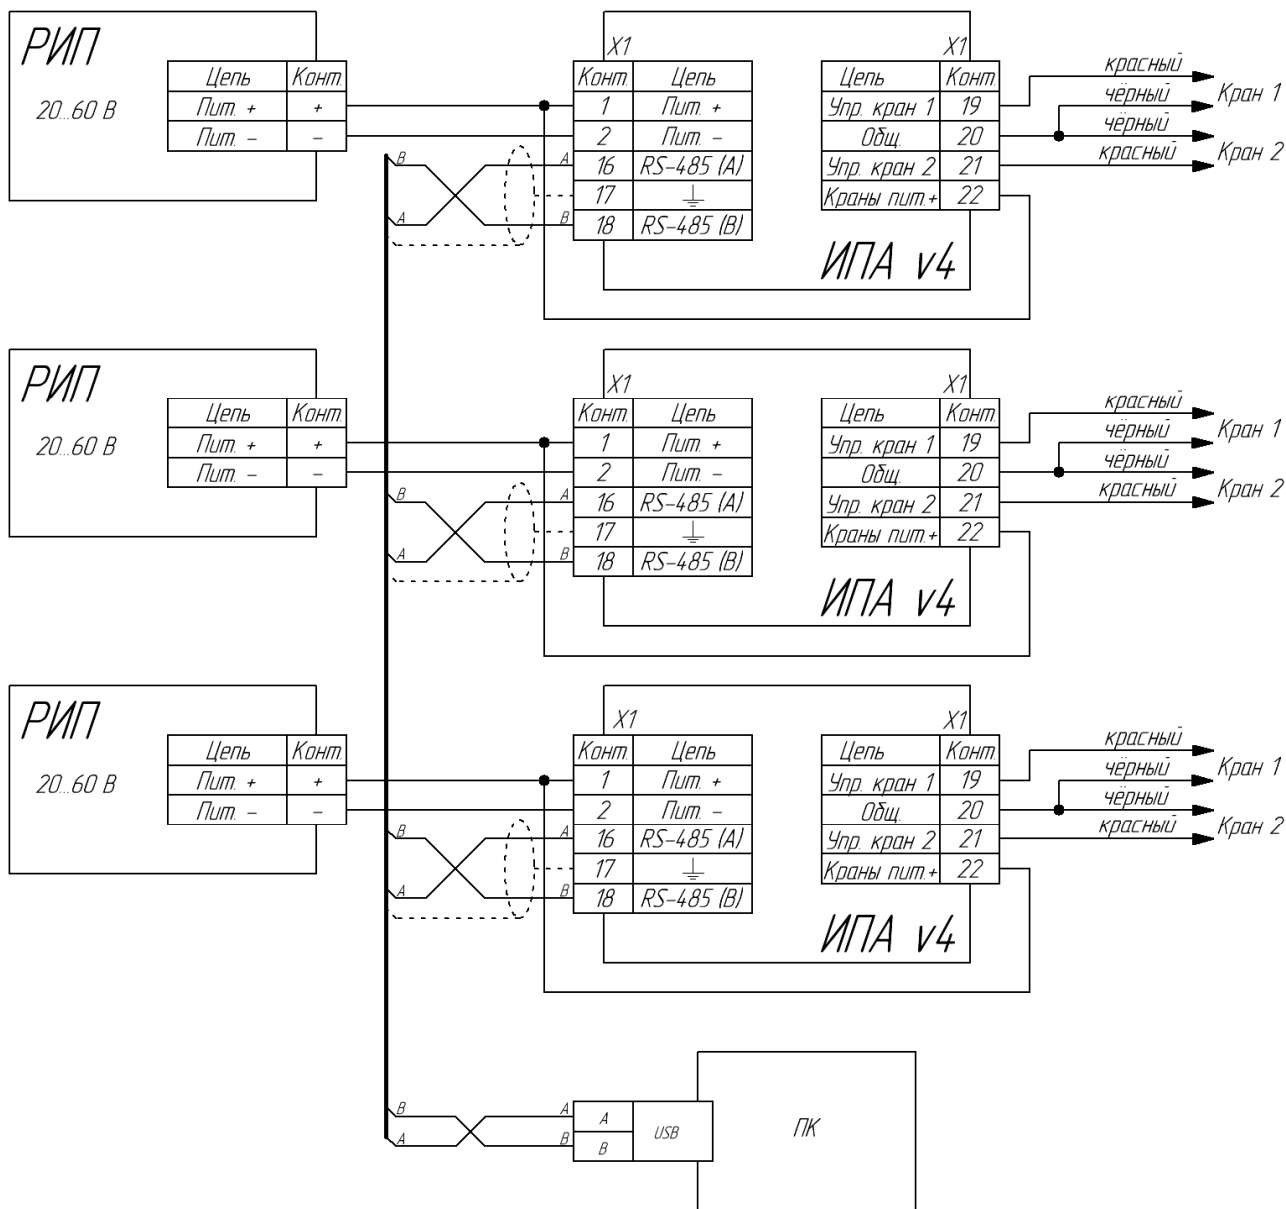 РИП
20...60 В
Цепь Конт.
Пит. + +
Пит. – –
X1
Конт. Цепь
1 Пит. +
2 Пит. –
16 RS-485 (A)
17
18 RS-485 (B)
B A
A B
X1
Цепь Конт.
Упр. кран 1 19
Общ. 20
Упр. кран 2 21
Краны пит.+ 22
ИПА v4
красный
чёрный
Кран 1
чёрный
красный
Кран 2
РИП
20...60 В
Цепь Конт.
Пит. + +
Пит. – –
X1
Конт. Цепь
1 Пит. +
2 Пит. –
16 RS-485 (A)
17
18 RS-485 (B)
B A
A B
X1
Цепь Конт.
Упр. кран 1 19
Общ. 20
Упр. кран 2 21
Краны пит.+ 22
ИПА v4
красный
чёрный
Кран 1
чёрный
красный
Кран 2
РИП
20...60 В
Цепь Конт.
Пит. + +
Пит. – –
X1
Конт. Цепь
1 Пит. +
2 Пит. –
16 RS-485 (A)
17
18 RS-485 (B)
B A
A B
X1
Цепь Конт.
Упр. кран 1 19
Общ. 20
Упр. кран 2 21
Краны пит.+ 22
ИПА v4
красный
чёрный
Кран 1
чёрный
красный
Кран 2
B A
A B
A
B
USB
ПК